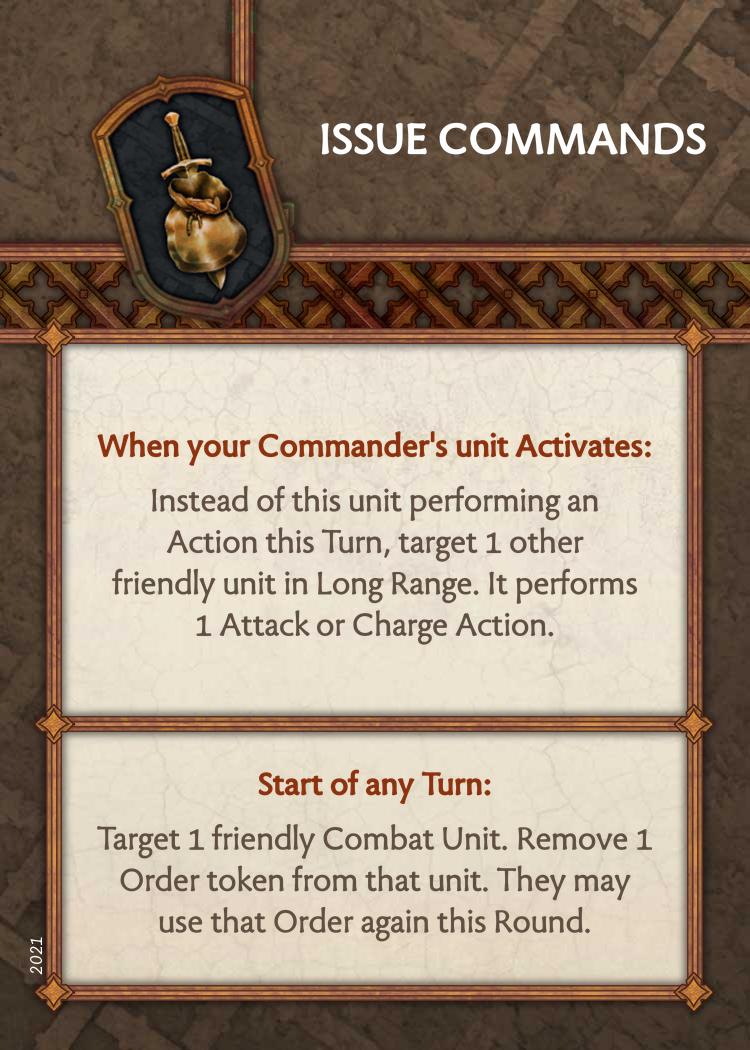 ISSUE COMMANDS
When your Commander's unit Activates:
Instead of this unit performing an
Action this Turn, target 1 other
friendly unit in Long Range. It performs
1 Attack or Charge Action.
Start of any Turn:
Target 1 friendly Combat Unit. Remove 1
Order token from that unit. They may
use that Order again this Round.
2021